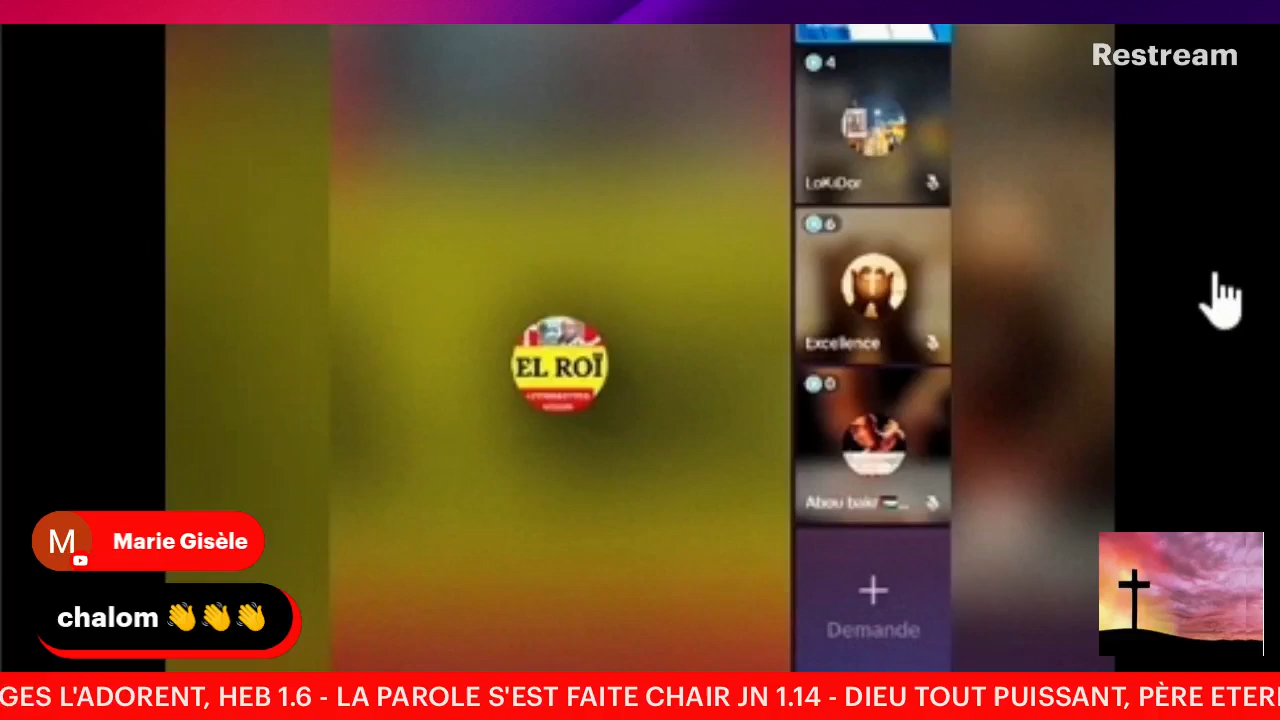 Restream
4
LoKiDor
6
Excellence
EL ROÏ
0
Abou bakr
Marie Gisèle
chalom 👋👋👋
Demande
GES L'ADORENT, HEB 1.6 - LA PAROLE S'EST FAITE CHAIR JN 1.14 - DIEU TOUT PUISSANT, PÈRE ETER